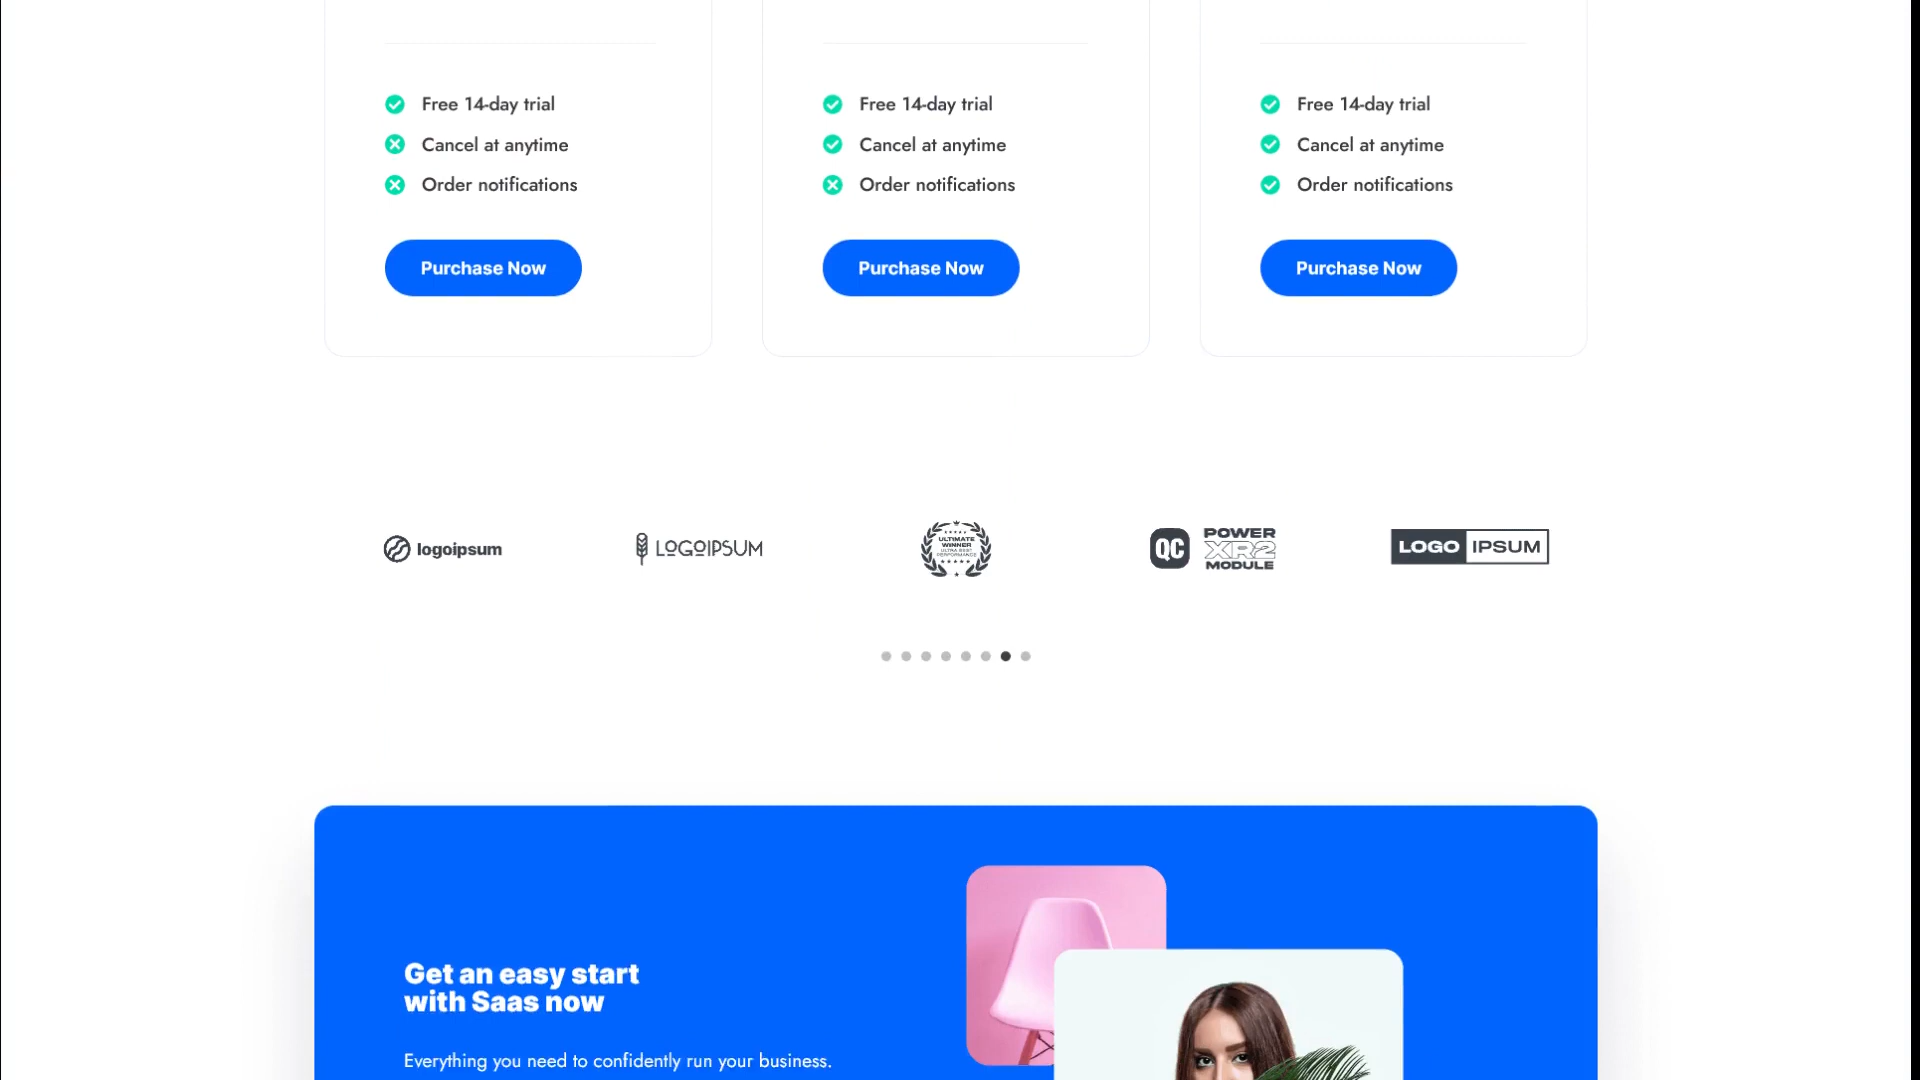 Free 14-day trial
Cancel at anytime
Order notifications
Purchase Now
Free 14-day trial
Cancel at anytime
Order notifications
Purchase Now
Free 14-day trial
Cancel at anytime
Order notifications
Purchase Now
logoipsum
LOGOIPSUM
ULTIMATE
WINNER
ULTRA BEST
PERFORMANCE
QC
POWER
XR2
MODULE
LOGO IPSUM
Get an easy start
with Saas now
Everything you need to confidently run your business.